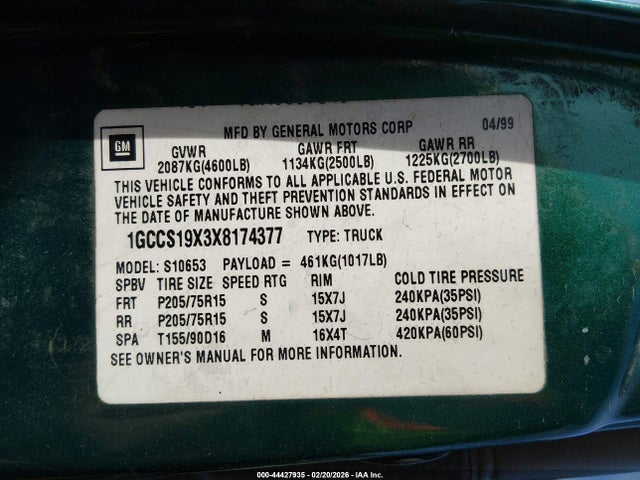 MFD BY GENERAL MOTORS CORP 04/99
GM
GVWR GAWR FRT GAWR RR
2087KG(4600LB) 1134KG(2500LB) 1225KG(2700LB)
THIS VEHICLE CONFORMS TO ALL APPLICABLE U.S. FEDERAL MOTOR
VEHICLE SAFETY AND THEFT PREVENTION STANDARDS IN EFFECT ON
THE DATE OF MANUFACTURE SHOWN ABOVE.
1GCCS19X3X8174377 TYPE: TRUCK
MODEL: S10653 PAYLOAD = 461KG(1017LB)
SPBV TIRE SIZE SPEED RTG RIM COLD TIRE PRESSURE
FRT P205/75R15 S 15X7J 240KPA(35PSI)
RR P205/75R15 S 15X7J 240KPA(35PSI)
SPA T155/90D16 M 16X4T 420KPA(60PSI)
SEE OWNER'S MANUAL FOR MORE INFORMATION.
000-44427935 - 02/20/2026 - IAA Inc.